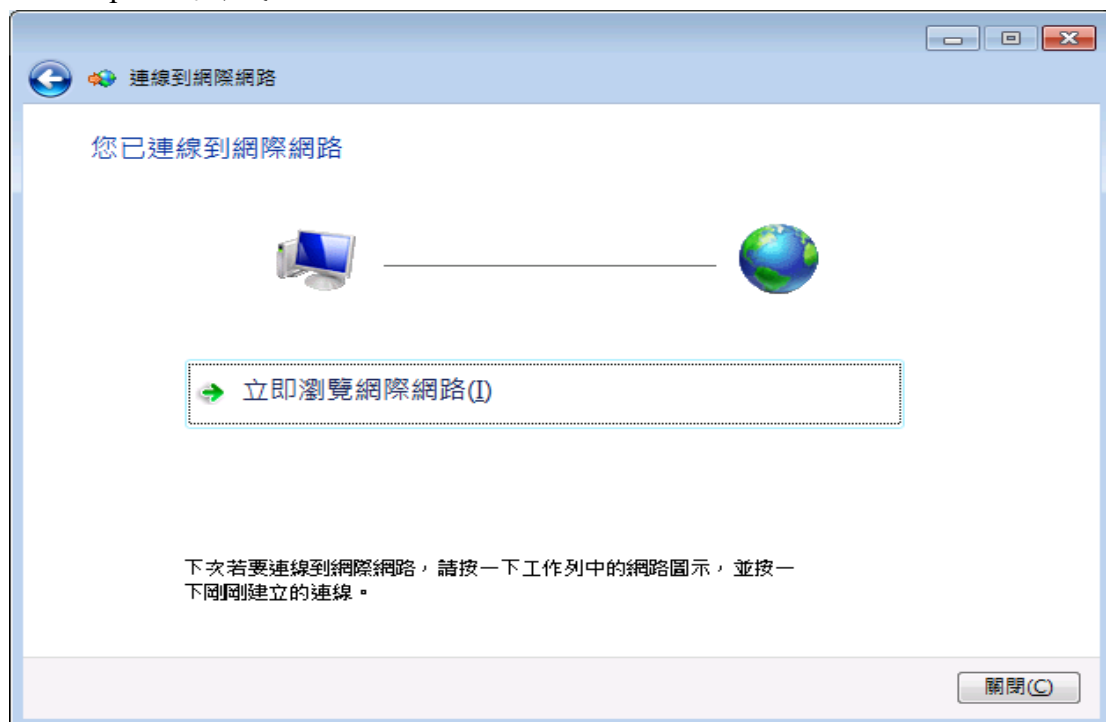 連線到網際網路
您已連線到網際網路
立即瀏覽網際網路(I)
下次若要連線到網際網路，請按一下工作列中的網路圖示，並按一
下剛剛建立的連線。
關閉(C)